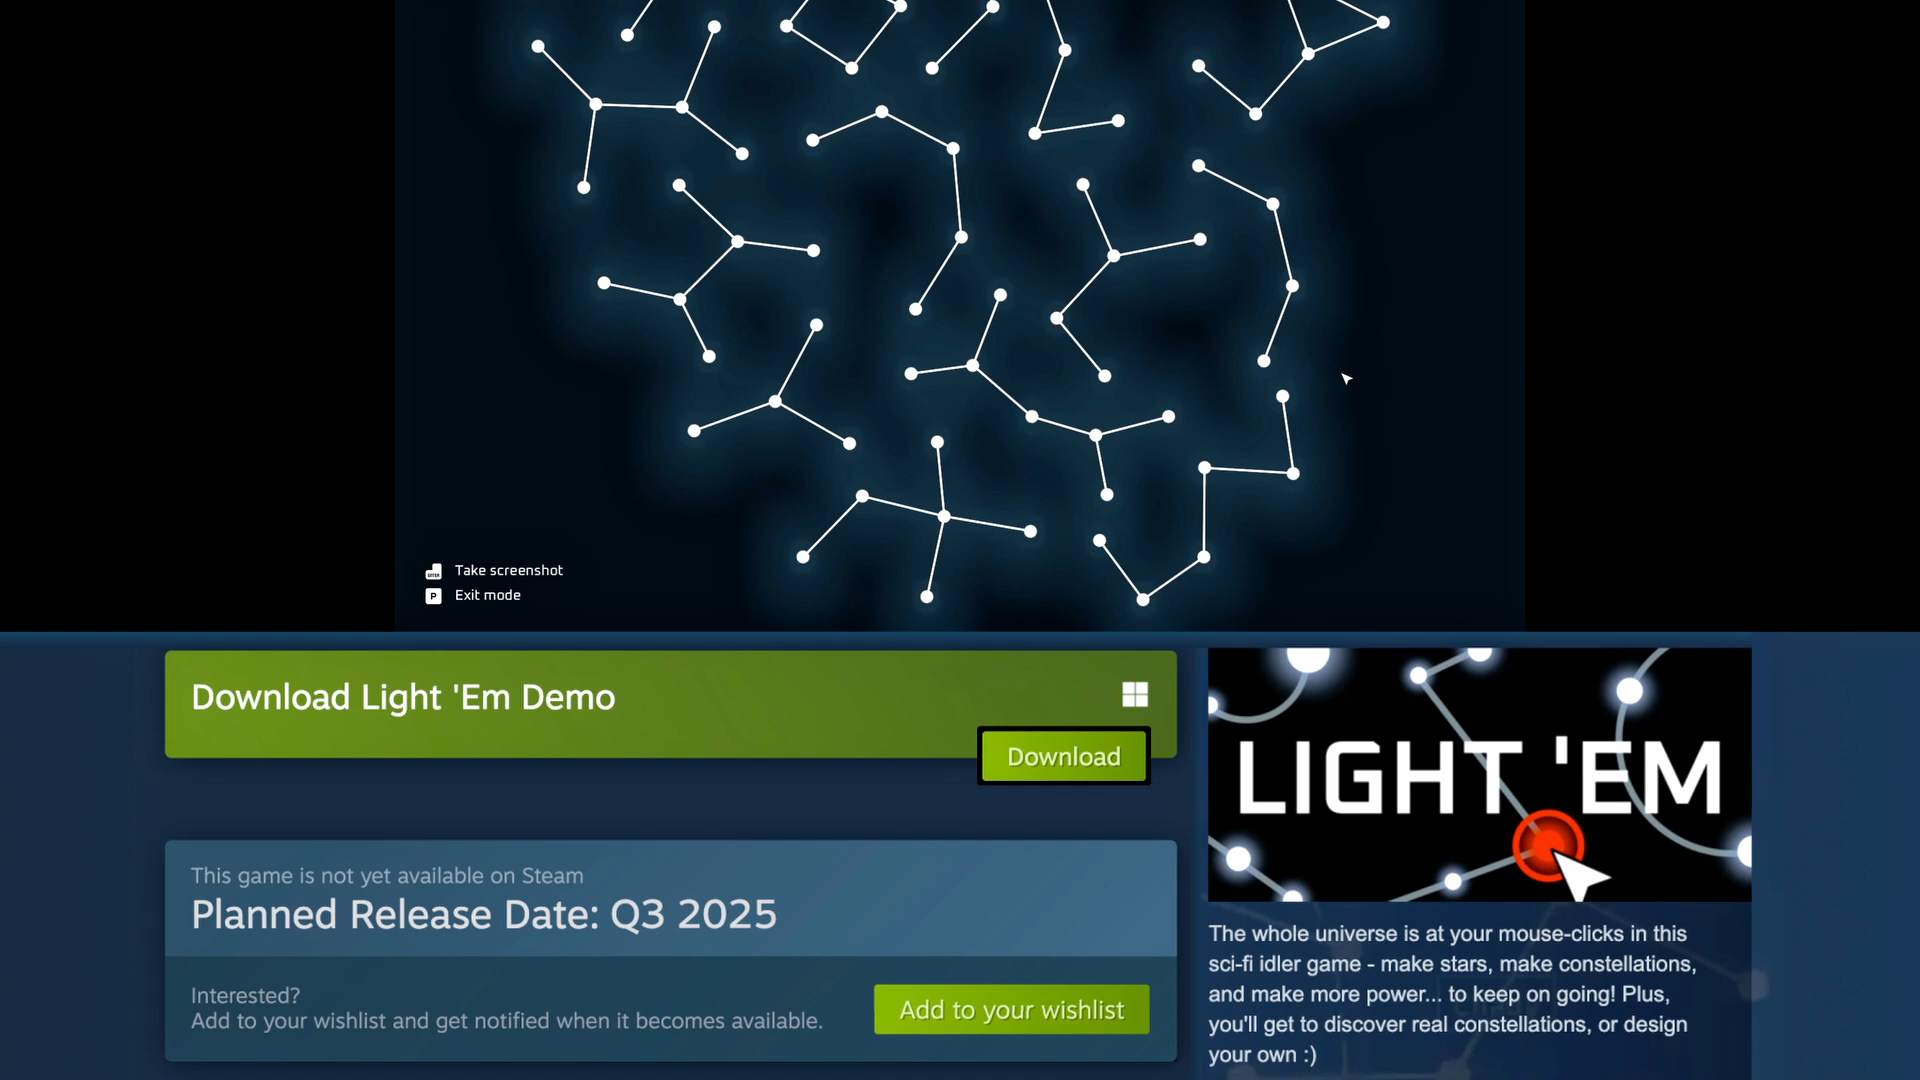 Take screenshot
P Exit mode
Download Light 'Em Demo
Download
This game is not yet available on Steam
Planned Release Date: Q3 2025
Interested?
Add to your wishlist and get notified when it becomes available.
Add to your wishlist
LIGHT 'EM
The whole universe is at your mouse-clicks in this
sci-fi idler game - make stars, make constellations,
and make more power... to keep on going! Plus,
you'll get to discover real constellations, or design
your own :)